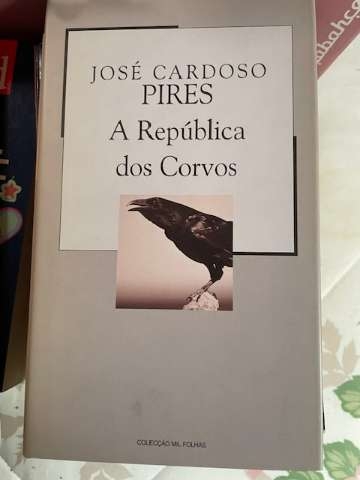 JOSÉ CARDOSO
PIRES
A República
dos Corvos
COLECÇÃO MIL FOLHAS